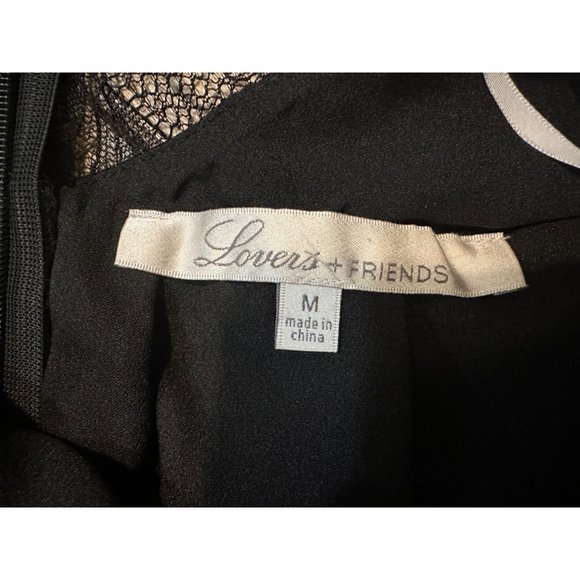 Lovers + FRIENDS
M
made in
china